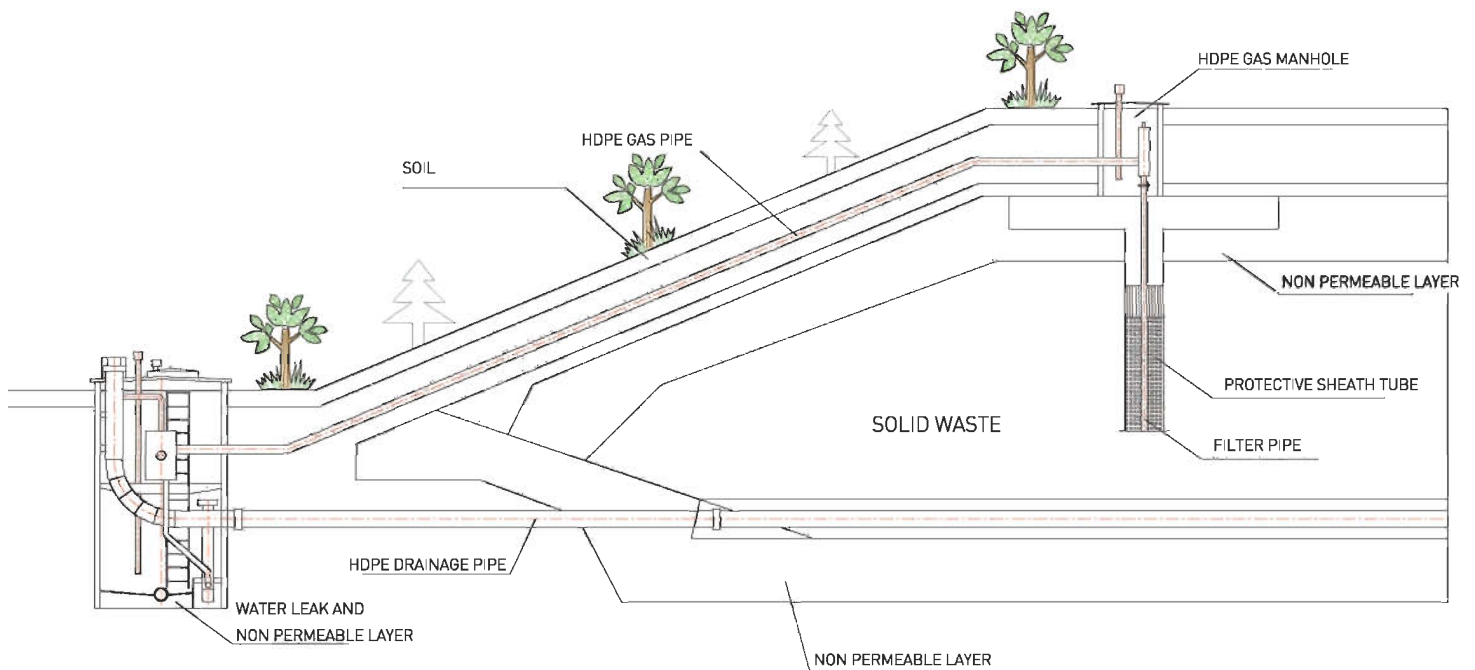 HDPE GAS MANHOLE
HDPE GAS PIPE
SOIL
NON PERMEABLE LAYER
PROTECTIVE SHEATH TUBE
SOLID WASTE
FILTER PIPE
HDPE DRAINAGE PIPE
WATER LEAK AND
NON PERMEABLE LAYER
NON PERMEABLE LAYER